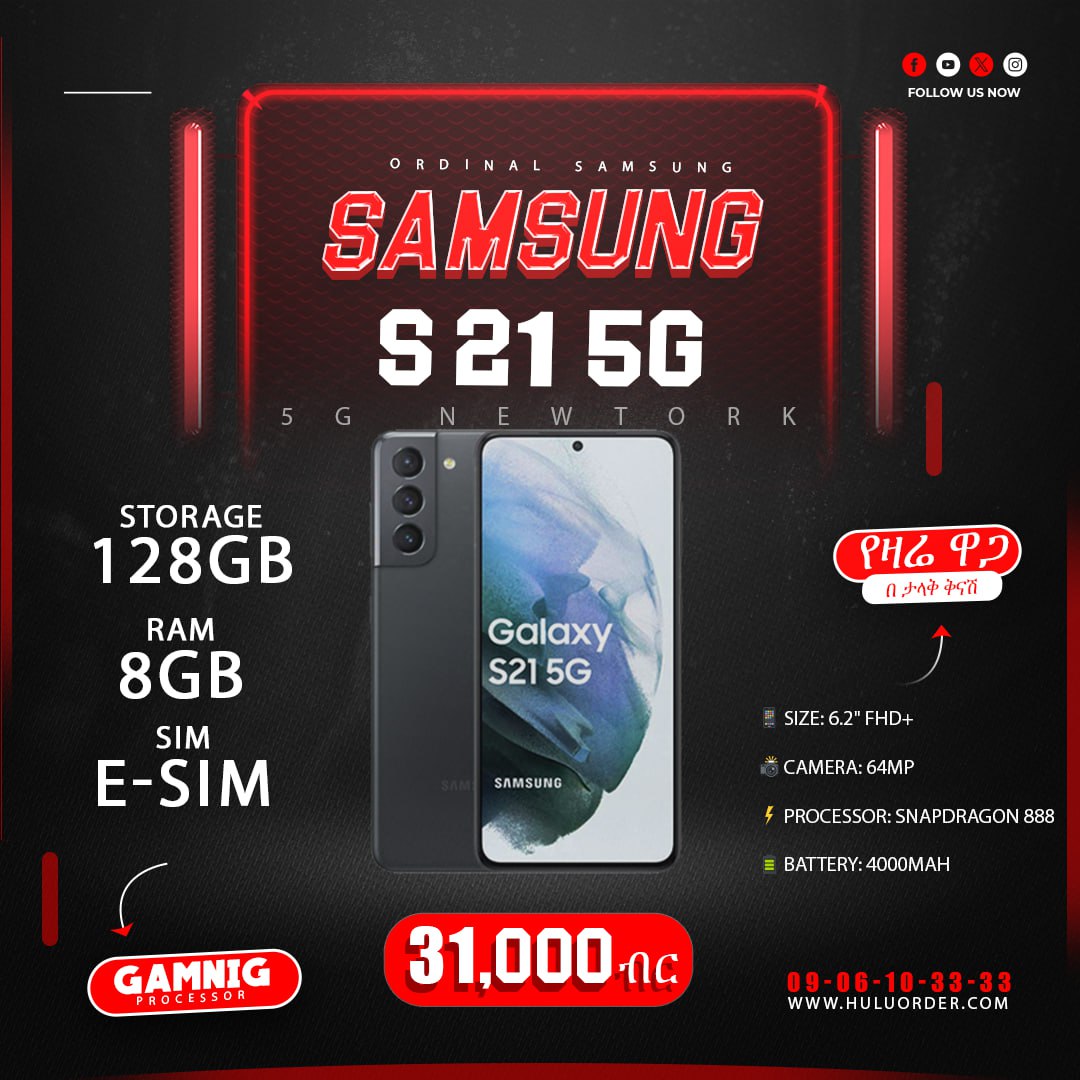 FOLLOW US NOW
ORDINAL SAMSUNG
SAMSUNG
S 21 5G
5G NEWTORK
STORAGE
128GB
RAM
8GB
SIM
E-SIM
Galaxy
S21 5G
SAMSUNG
SAMS
የዛሬ ዋጋ
በ ታላቅ ቅናሽ
SIZE: 6.2" FHD+
CAMERA: 64MP
PROCESSOR: SNAPDRAGON 888
BATTERY: 4000MAH
GAMNIG
PROCESSOR
31,000 ብር
09-06-10-33-33
WWW.HULUORDER.COM